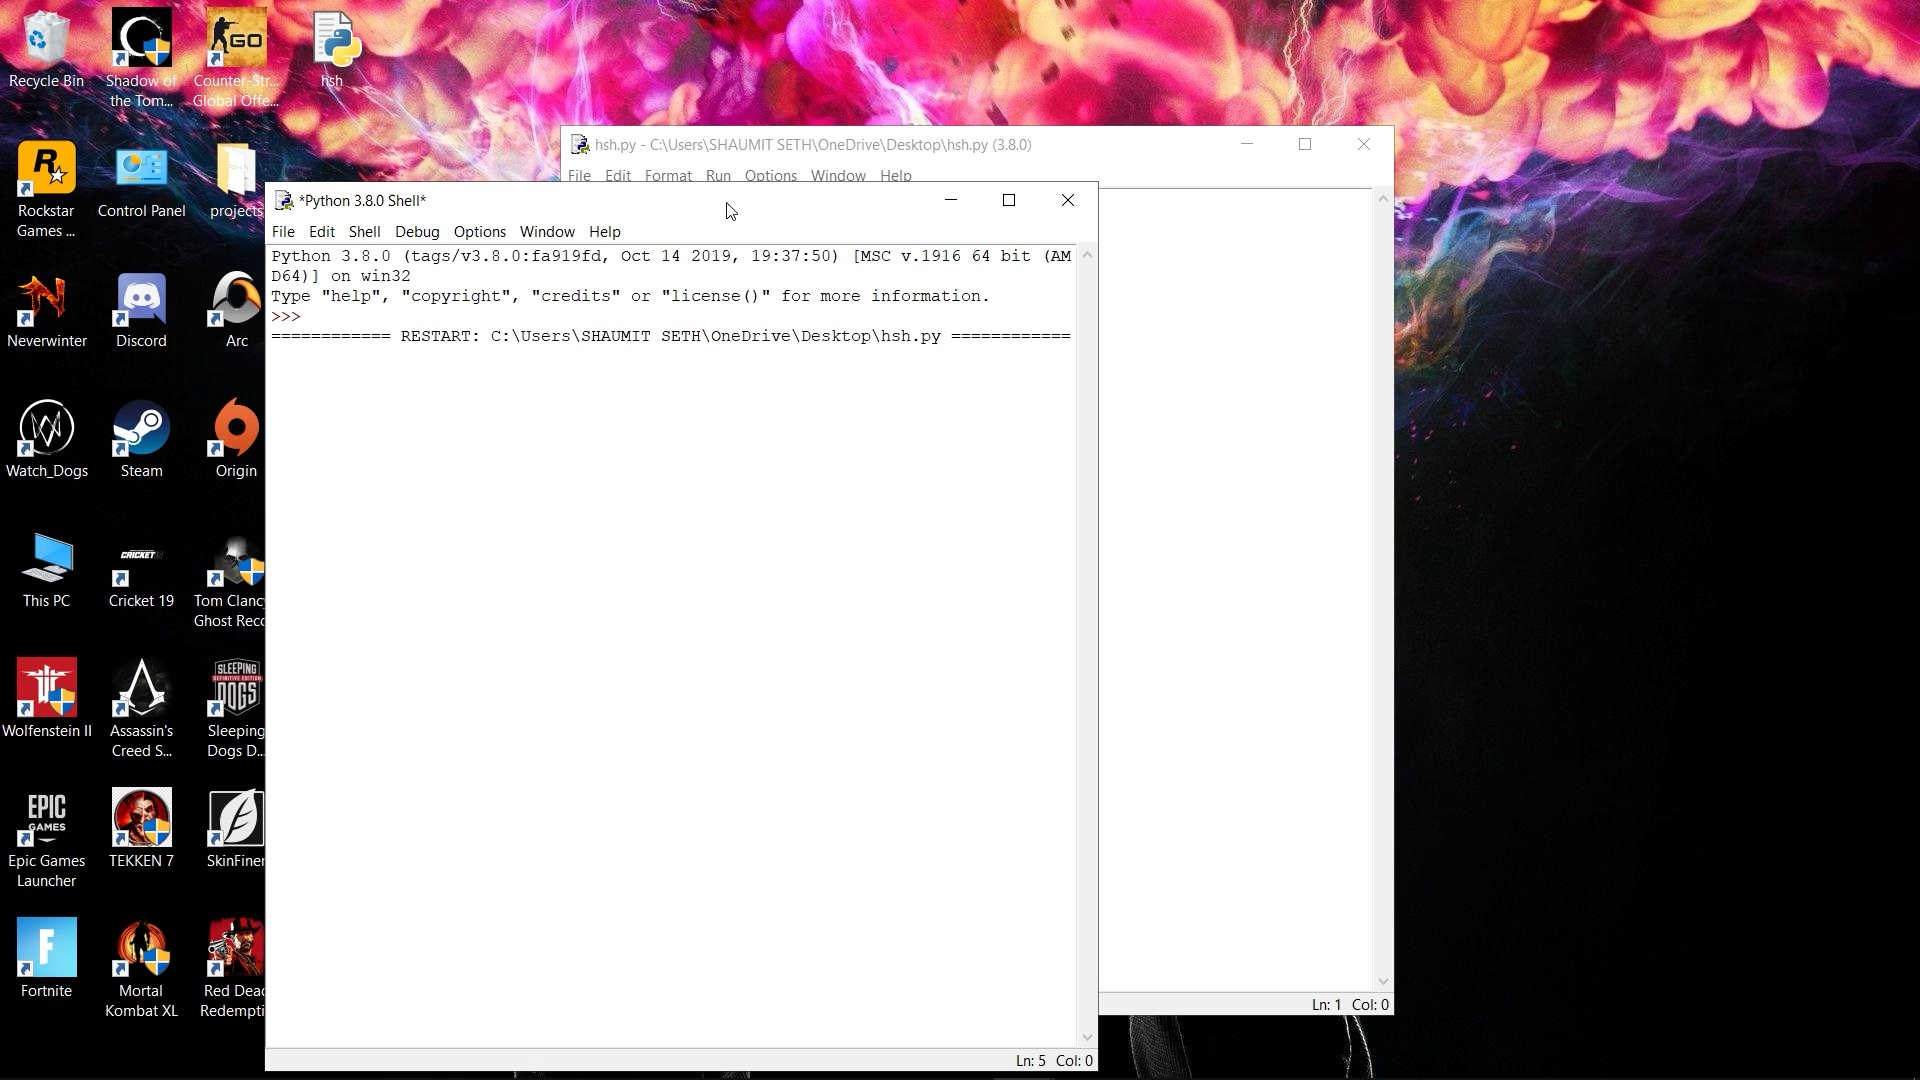 Recycle Bin
Shadow of
the Tom...
GO
Counter-Str...
Global Offe...
hsh
R
Rockstar
Games ...
Control Panel
projects
Neverwinter
Discord
Arc
Watch_Dogs
Steam
Origin
This PC
CRICKET
Cricket 19
Tom Clancy
Ghost Reco
Wolfenstein II
Assassin's
Creed S...
SLEEPING
DEFINITIVE EDITION
DOGS
Sleeping
Dogs D...
EPIC
GAMES
Epic Games
Launcher
TEKKEN 7
SkinFiner
F
Fortnite
Mortal
Kombat XL
Red Dead
Redempti
hsh.py - C:\Users\SHAUMIT SETH\OneDrive\Desktop\hsh.py (3.8.0)
File Edit Format Run Options Window Help
*Python 3.8.0 Shell*
File Edit Shell Debug Options Window Help
Python 3.8.0 (tags/v3.8.0:fa919fd, Oct 14 2019, 19:37:50) [MSC v.1916 64 bit (AM
D64)] on win32
Type "help", "copyright", "credits" or "license()" for more information.
>>>
============ RESTART: C:\Users\SHAUMIT SETH\OneDrive\Desktop\hsh.py ============
Ln: 1 Col: 0
Ln: 5 Col: 0